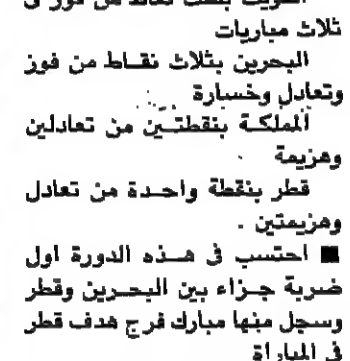 ثلاث مباريات
البحرين بثلاث نقاط من فوز
وتعادل وخسارة
المملكة بنقطتين من تعادلين
وهزيمة
قطر بنقطة واحدة من تعادل
وهزيمتين .
■ احتسب في هذه الدورة اول
ضربة جزاء بين البحرين وقطر
وسجل منها مبارك فرج هدف قطر
في المباراة